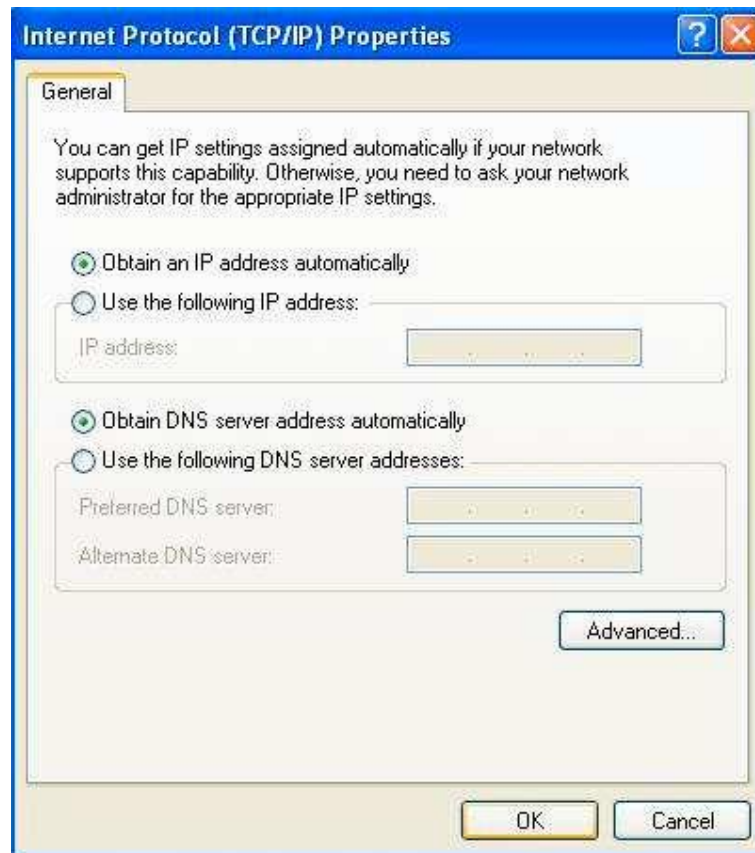 Internet Protocol (TCP/IP) Properties
General
You can get IP settings assigned automatically if your network
supports this capability. Otherwise, you need to ask your network
administrator for the appropriate IP settings.
Obtain an IP address automatically
Use the following IP address:
IP address:
Obtain DNS server address automatically
Use the following DNS server addresses:
Preferred DNS server:
Alternate DNS server:
Advanced...
OK
Cancel